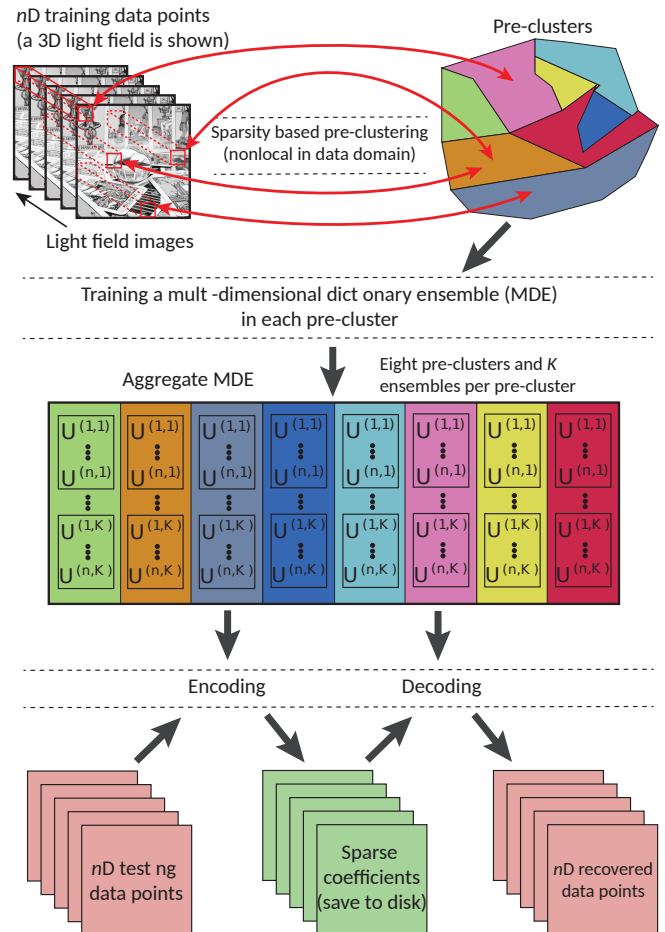 nD training data points
(a 3D light field is shown)
Pre-clusters
Sparsity based pre-clustering
(nonlocal in data domain)
Light field images
Training a mult -dimensional dict onary ensemble (MDE)
in each pre-cluster
Aggregate MDE
Eight pre-clusters and K
ensembles per pre-cluster
U(1,1) U(1,1) U(1,1) U(1,1) U(1,1) U(1,1) U(1,1) U(1,1)
U(n,1) U(n,1) U(n,1) U(n,1) U(n,1) U(n,1) U(n,1) U(n,1)
U(1,K ) U(1,K ) U(1,K ) U(1,K ) U(1,K ) U(1,K ) U(1,K ) U(1,K )
U(n,K ) U(n,K ) U(n,K ) U(n,K ) U(n,K ) U(n,K ) U(n,K ) U(n,K )
Encoding
Decoding
nD test ng
data points
Sparse
coefficients
(save to disk)
nD recovered
data points